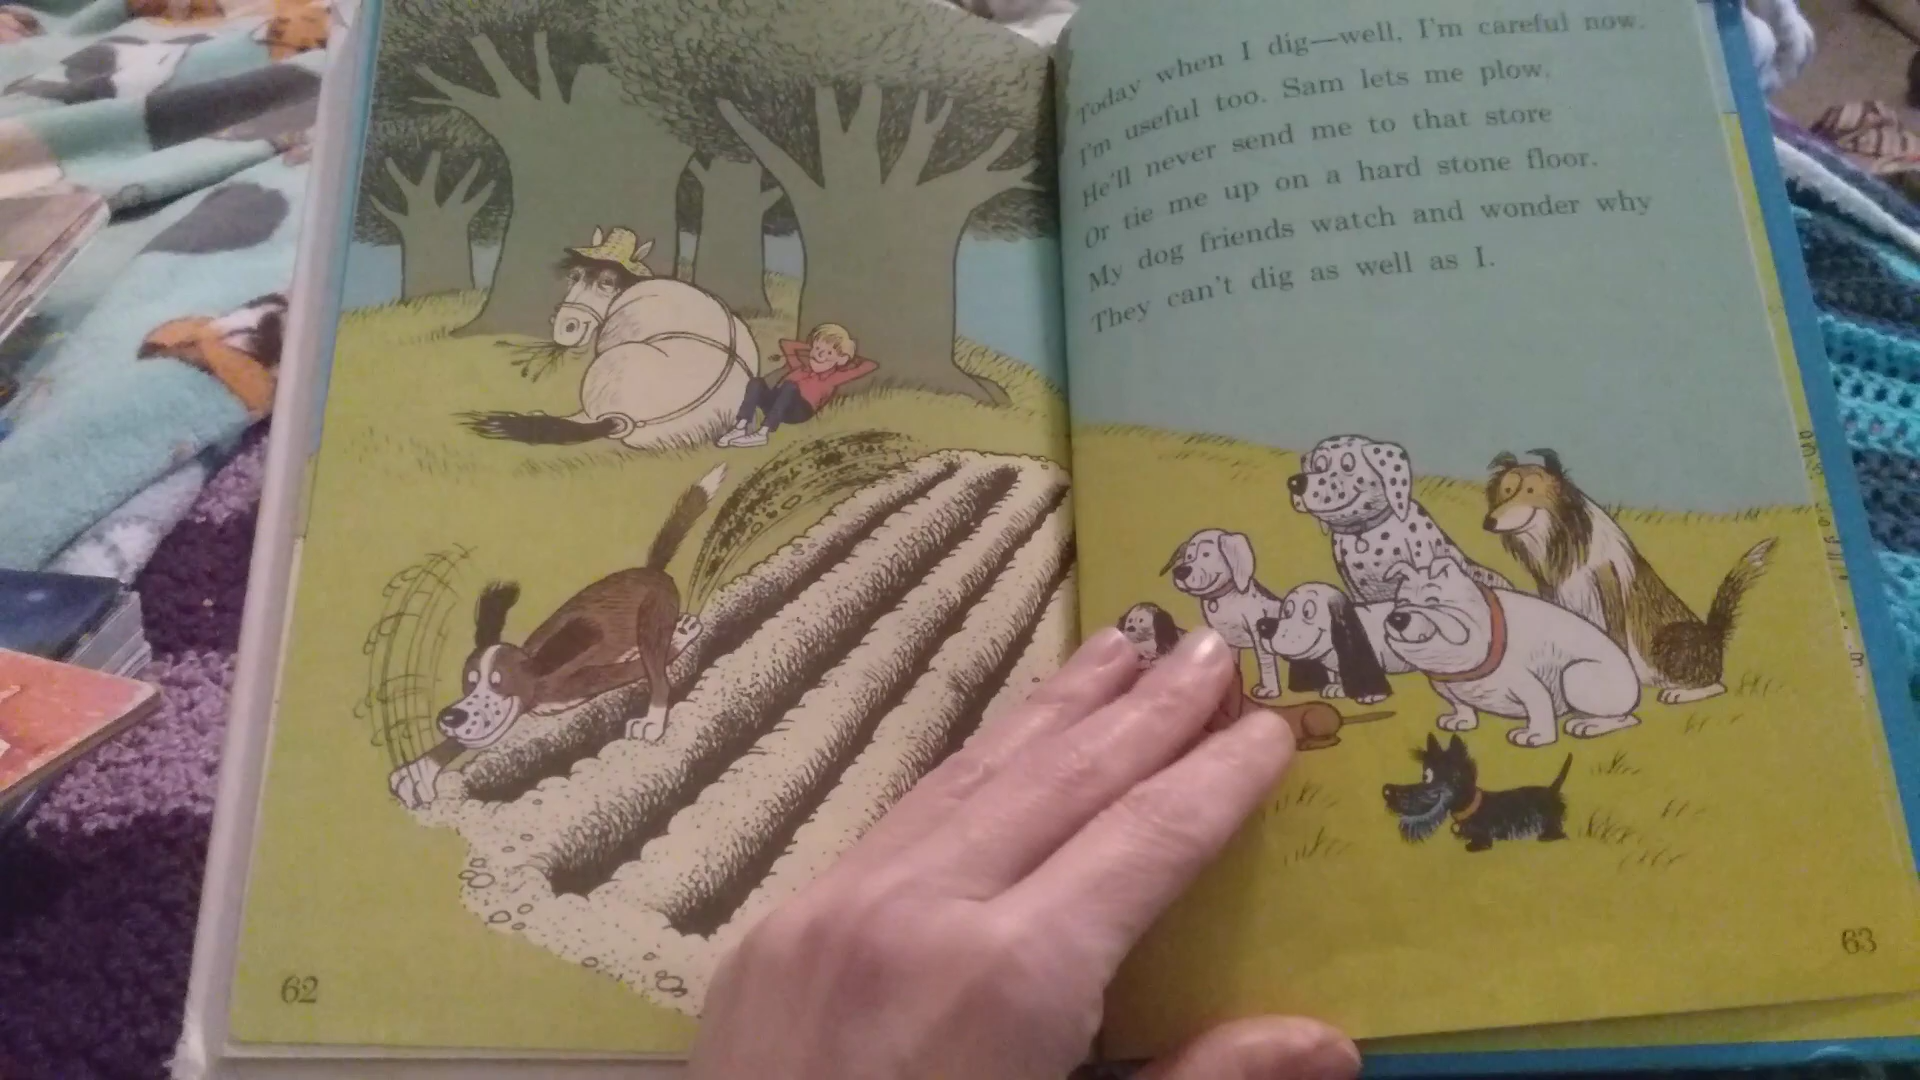 Today when I dig—well, I'm careful now.
I'm useful too. Sam lets me plow.
He'll never send me to that store
Or tie me up on a hard stone floor.
My dog friends watch and wonder why
They can't dig as well as I.
62
63